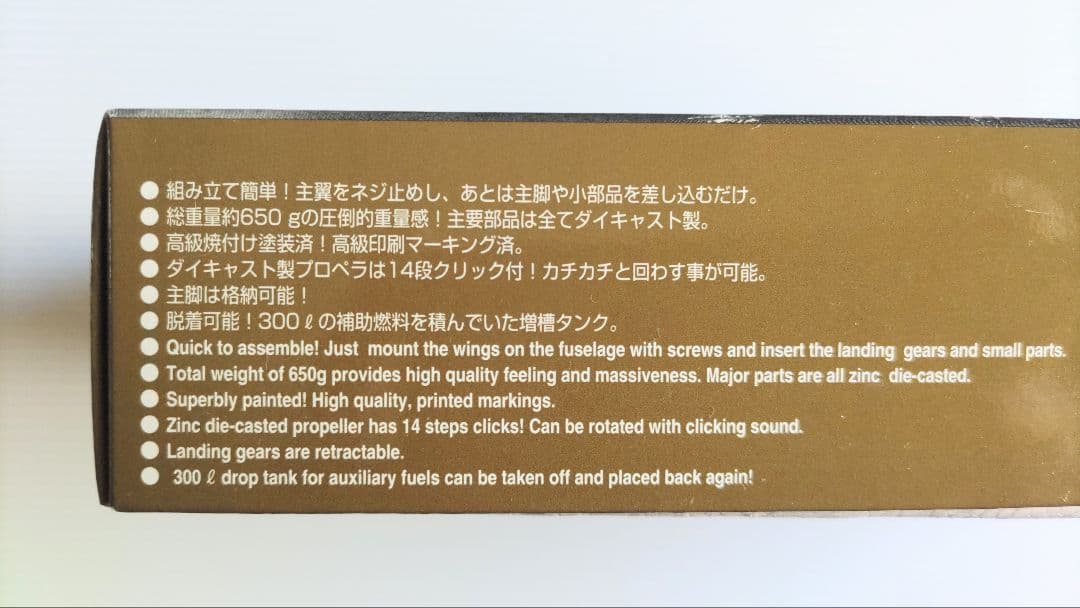 ● 組み立て簡単！主翼をネジ止めし、あとは主脚や小部品を差し込むだけ。
● 総重量約650 gの圧倒的重量感！主要部品は全てダイキャスト製。
● 高級焼付け塗装済！高級印刷マーキング済。
● ダイキャスト製プロペラは14段クリック付！カチカチと回わす事が可能。
● 主脚は格納可能！
● 脱着可能！300ℓの補助燃料を積んでいた増槽タンク。
● Quick to assemble! Just mount the wings on the fuselage with screws and insert the landing gears and small parts.
● Total weight of 650g provides high quality feeling and massiveness. Major parts are all zinc die-casted.
● Superbly painted! High quality, printed markings.
● Zinc die-casted propeller has 14 steps clicks! Can be rotated with clicking sound.
● Landing gears are retractable.
● 300 ℓ drop tank for auxiliary fuels can be taken off and placed back again!